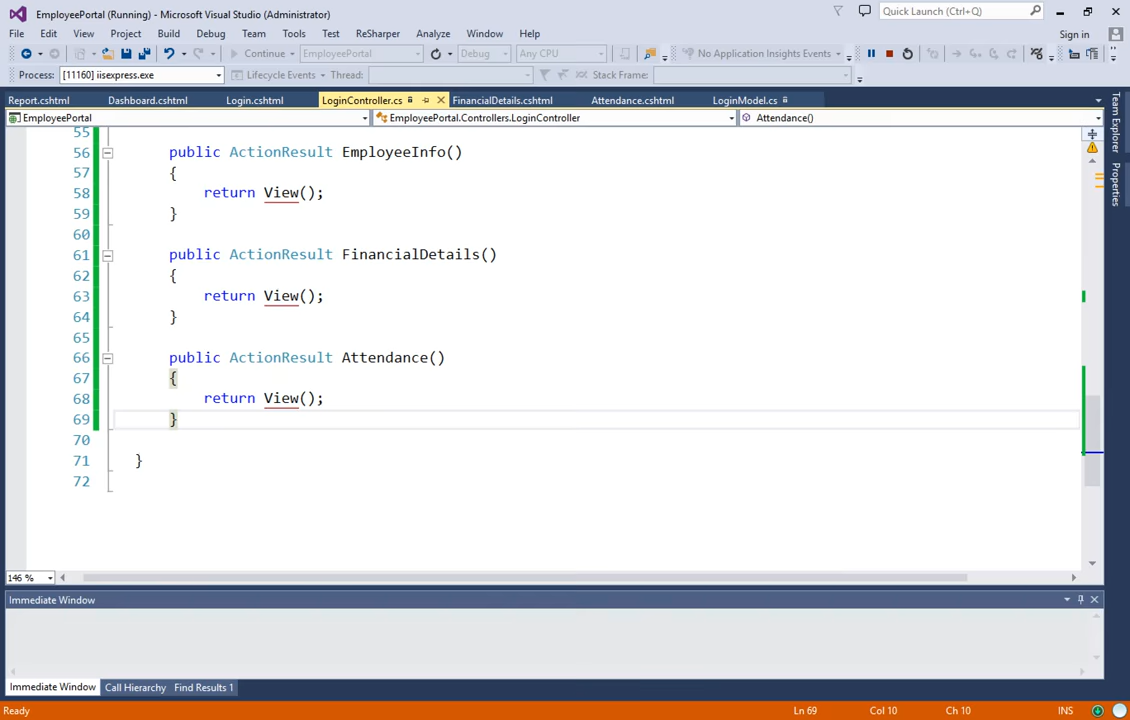 EmployeePortal (Running) - Microsoft Visual Studio (Administrator)
Quick Launch (Ctrl+Q)
File Edit View Project Build Debug Team Tools Test ReSharper Analyze Window Help
Sign in
Continue EmployeePortal Debug Any CPU No Application Insights Events
Process: [11160] iisexpress.exe Lifecycle Events Thread: Stack Frame:
Report.cshtml Dashboard.cshtml Login.cshtml LoginController.cs FinancialDetails.cshtml Attendance.cshtml LoginModel.cs
EmployeePortal EmployeePortal.Controllers.LoginController Attendance()
Team Explorer
Properties
55
56 public ActionResult EmployeeInfo()
57 {
58 return View();
59 }
60
61 public ActionResult FinancialDetails()
62 {
63 return View();
64 }
65
66 public ActionResult Attendance()
67 {
68 return View();
69 }
70
71 }
72
146 %
Immediate Window
Immediate Window Call Hierarchy Find Results 1
Ready Ln 69 Col 10 Ch 10 INS